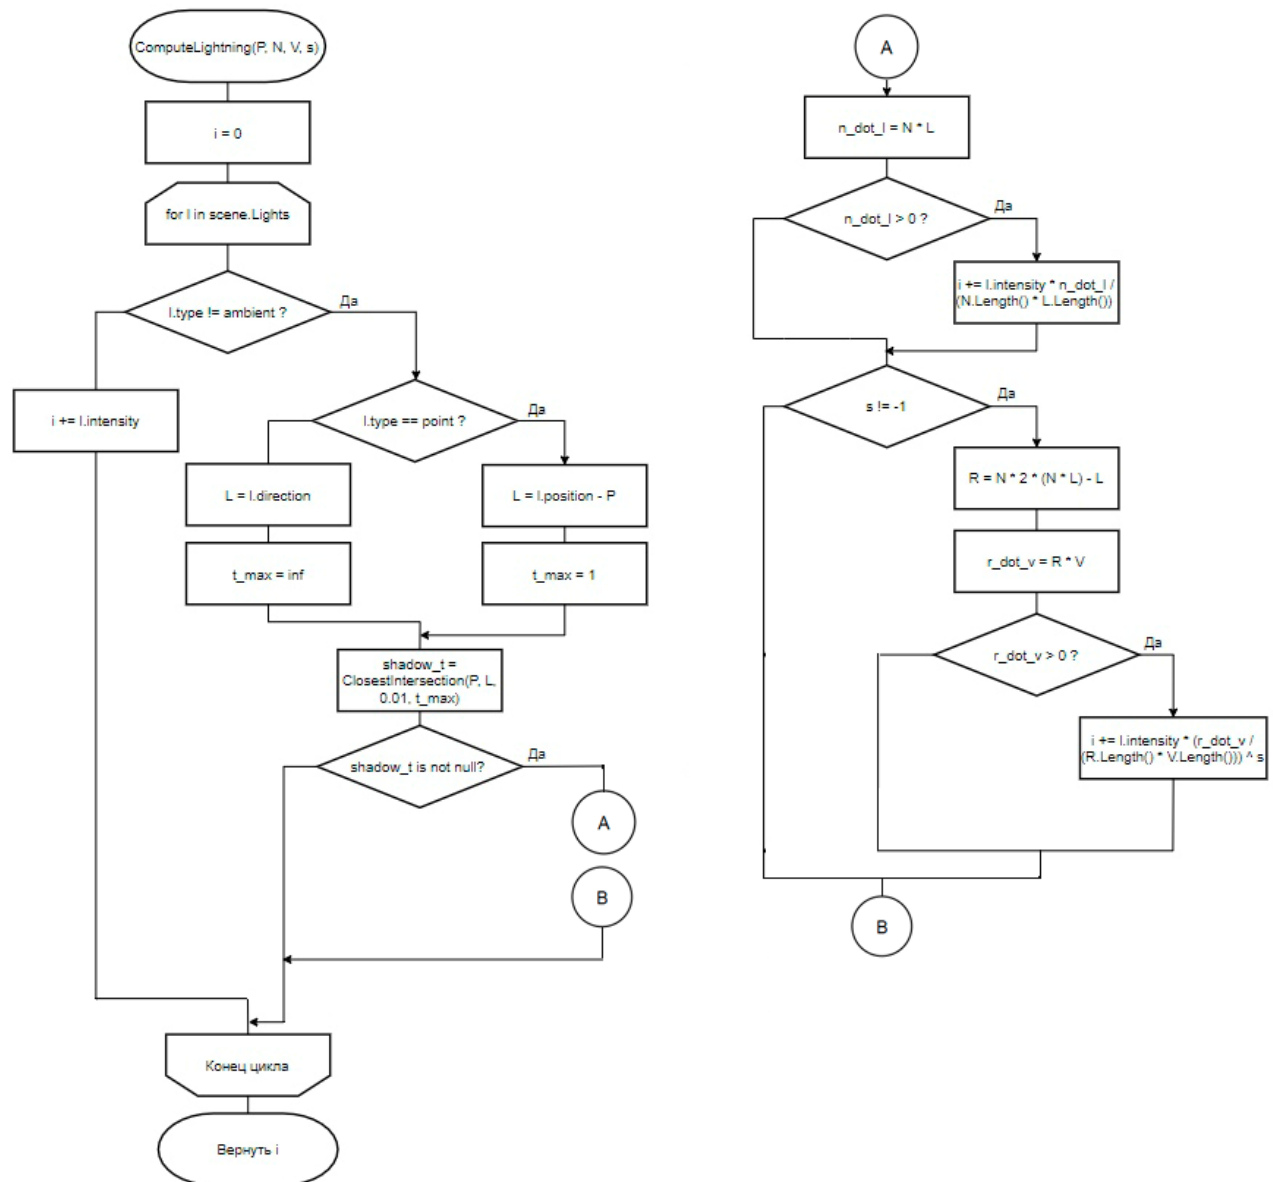 ComputeLightning(P, N, V, s)
i = 0
for l in scene.Lights
l.type != ambient ?
Да
i += l.intensity
l.type == point ?
Да
L = l.direction
L = l.position - P
t_max = inf
t_max = 1
shadow_t =
ClosestIntersection(P, L,
0.01, t_max)
shadow_t is not null?
Да
A
B
Конец цикла
Вернуть i
A
n_dot_l = N * L
n_dot_l > 0 ?
Да
i += l.intensity * n_dot_l /
(N.Length() * L.Length())
s != -1
Да
R = N * 2 * (N * L) - L
r_dot_v = R * V
r_dot_v > 0 ?
Да
i += l.intensity * (r_dot_v /
(R.Length() * V.Length())) ^ s
B